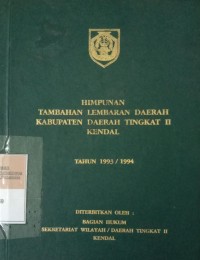 HIMPUNAN
TAMBAHAN LEMBARAN DAERAH
KABUPATEN DAERAH TINGKAT II
KENDAL
TAHUN 1993 / 1994
DITERBITKAN OLEH :
BAGIAN HUKUM
SEKRETARIAT WILAYAH / DAERAH TINGKAT II
KENDAL